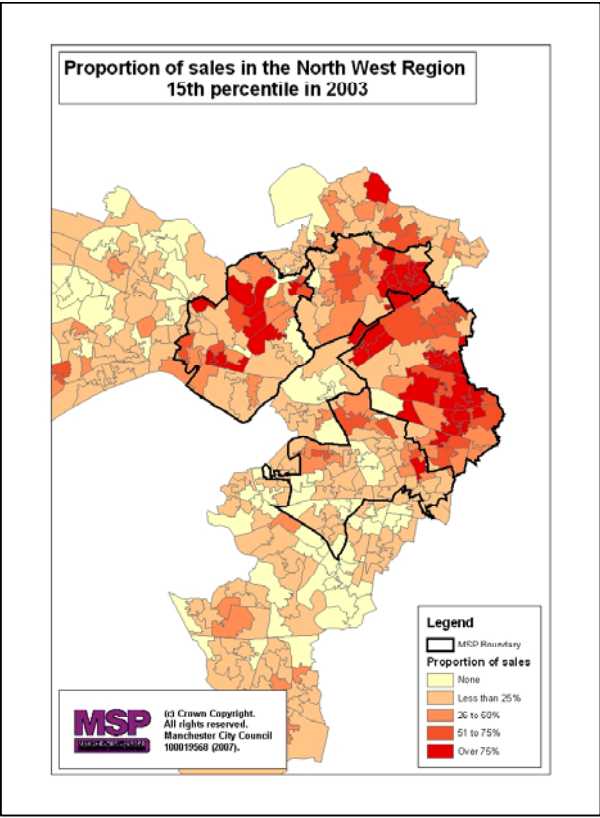 Proportion of sales in the North West Region
15th percentile in 2003
Legend
MSP Boundary
Proportion of sales
None
Less than 25%
26 to 50%
51 to 75%
Over 75%
MSP
(c) Crown Copyright.
All rights reserved.
Manchester City Council
100019568 (2007).